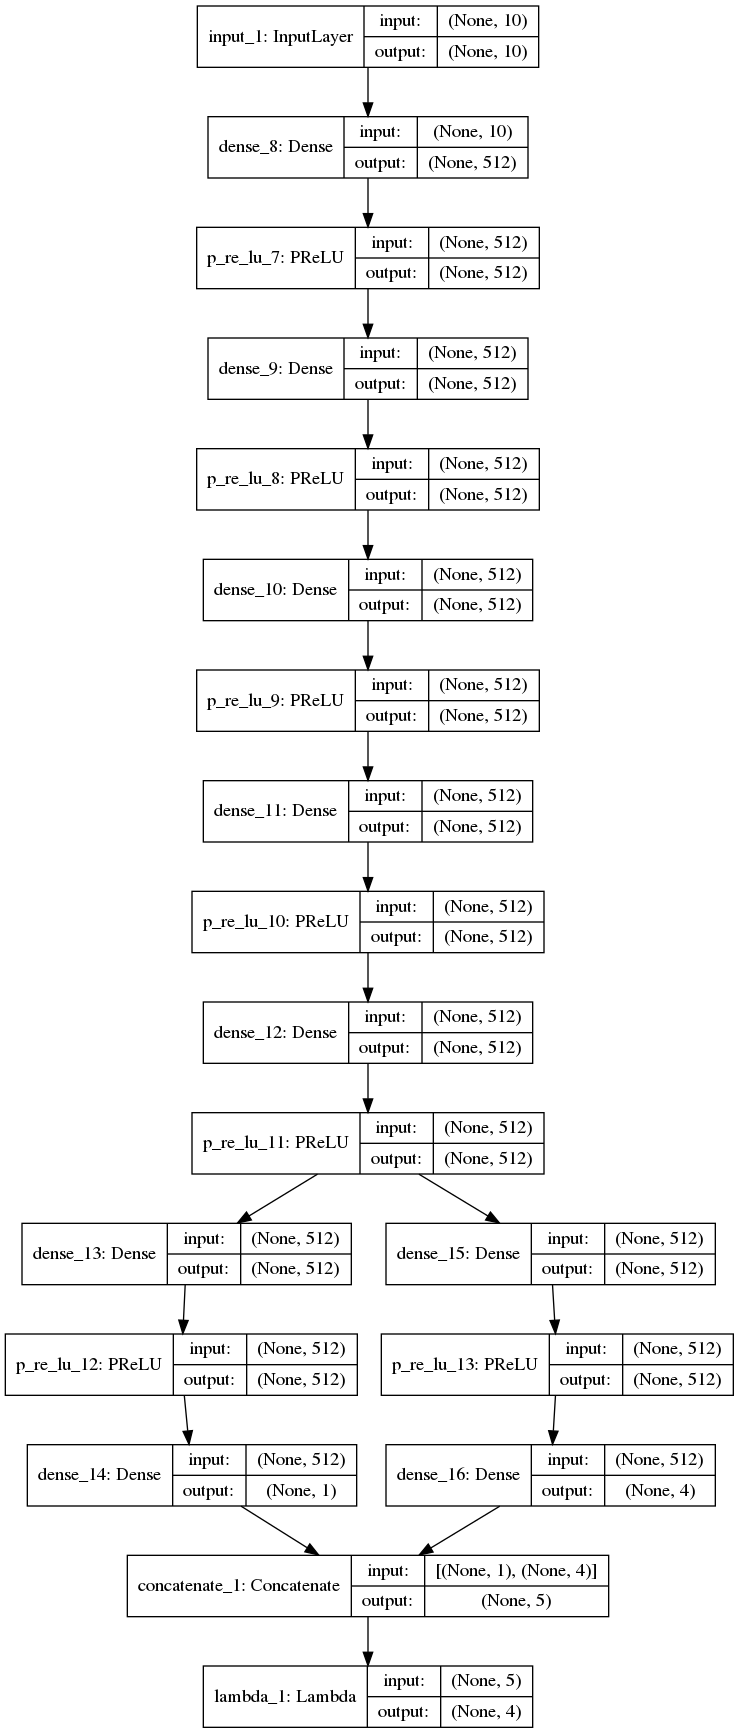 input_1: InputLayer
input: (None, 10)
output: (None, 10)
dense_8: Dense
input: (None, 10)
output: (None, 512)
p_re_lu_7: PReLU
input: (None, 512)
output: (None, 512)
dense_9: Dense
input: (None, 512)
output: (None, 512)
p_re_lu_8: PReLU
input: (None, 512)
output: (None, 512)
dense_10: Dense
input: (None, 512)
output: (None, 512)
p_re_lu_9: PReLU
input: (None, 512)
output: (None, 512)
dense_11: Dense
input: (None, 512)
output: (None, 512)
p_re_lu_10: PReLU
input: (None, 512)
output: (None, 512)
dense_12: Dense
input: (None, 512)
output: (None, 512)
p_re_lu_11: PReLU
input: (None, 512)
output: (None, 512)
dense_13: Dense
input: (None, 512)
output: (None, 512)
dense_15: Dense
input: (None, 512)
output: (None, 512)
p_re_lu_12: PReLU
input: (None, 512)
output: (None, 512)
p_re_lu_13: PReLU
input: (None, 512)
output: (None, 512)
dense_14: Dense
input: (None, 512)
output: (None, 1)
dense_16: Dense
input: (None, 512)
output: (None, 4)
concatenate_1: Concatenate
input: [(None, 1), (None, 4)]
output: (None, 5)
lambda_1: Lambda
input: (None, 5)
output: (None, 4)